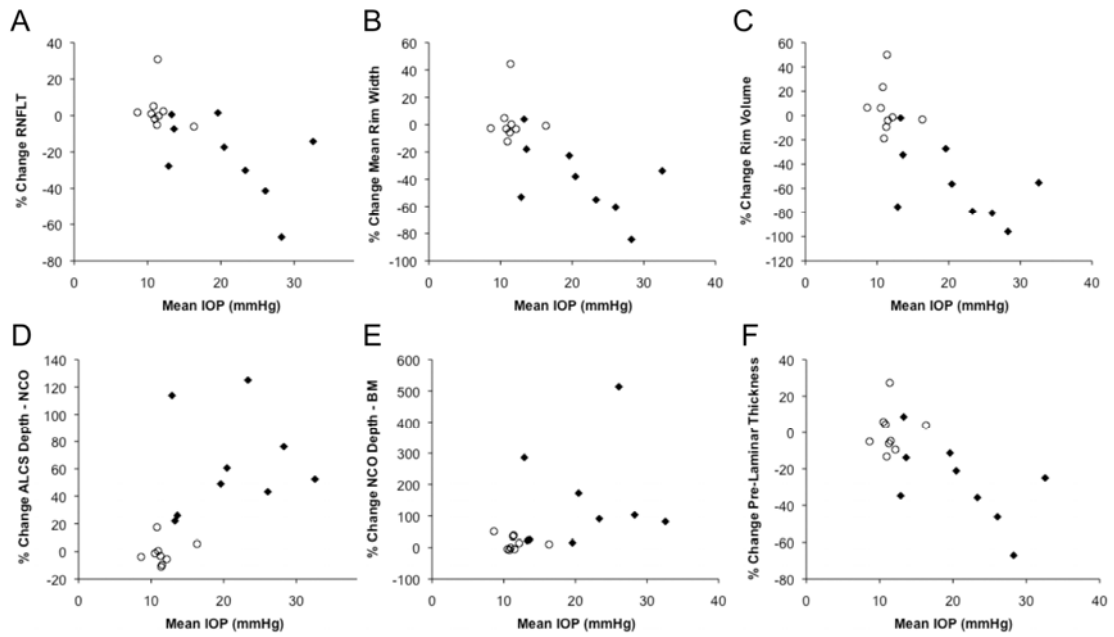 A
40
20
0
-20
-40
-60
-80
% Change RNFLT
0 10 20 30 40
Mean IOP (mmHg)
B
60
40
20
0
-20
-40
-60
-80
-100
% Change Mean Rim Width
0 10 20 30 40
Mean IOP (mmHg)
C
60
40
20
0
-20
-40
-60
-80
-100
-120
% Change Rim Volume
0 10 20 30 40
Mean IOP (mmHg)
D
140
120
100
80
60
40
20
0
-20
% Change ALCS Depth - NCO
0 10 20 30
Mean IOP (mmHg)
E
600
500
400
300
200
100
0
-100
% Change NCO Depth - BM
0 10 20 30 40
Mean IOP (mmHg)
F
40
20
0
-20
-40
-60
-80
% Change Pre-Laminar Thickness
0 10 20 30 40
Mean IOP (mmHg)